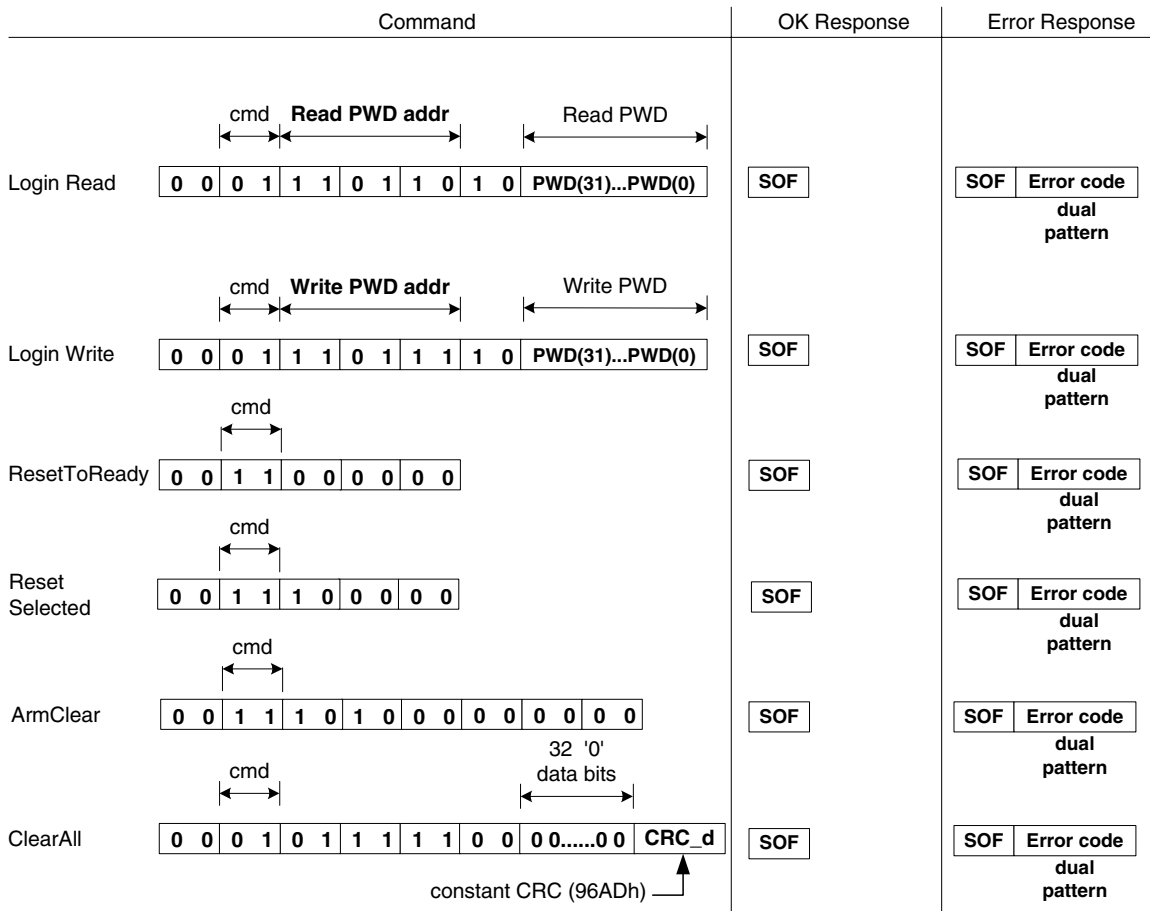 Command OK Response Error Response
cmd Read PWD addr Read PWD
Login Read 0 0 0 1 1 1 0 1 1 0 1 0 PWD(31)...PWD(0) SOF SOF Error code
dual
pattern
cmd Write PWD addr Write PWD
Login Write 0 0 0 1 1 1 0 1 1 1 1 0 PWD(31)...PWD(0) SOF SOF Error code
dual
pattern
cmd
ResetToReady 0 0 1 1 0 0 0 0 0 0 SOF SOF Error code
dual
pattern
cmd
Reset
Selected 0 0 1 1 1 0 0 0 0 0 SOF SOF Error code
dual
pattern
cmd
ArmClear 0 0 1 1 1 0 1 0 0 0 0 0 0 0 0 0 SOF SOF Error code
dual
pattern
32 '0'
data bits
cmd
ClearAll 0 0 0 1 0 1 1 1 1 1 0 0 0 0......0 0 CRC_d SOF SOF Error code
dual
pattern
constant CRC (96ADh)